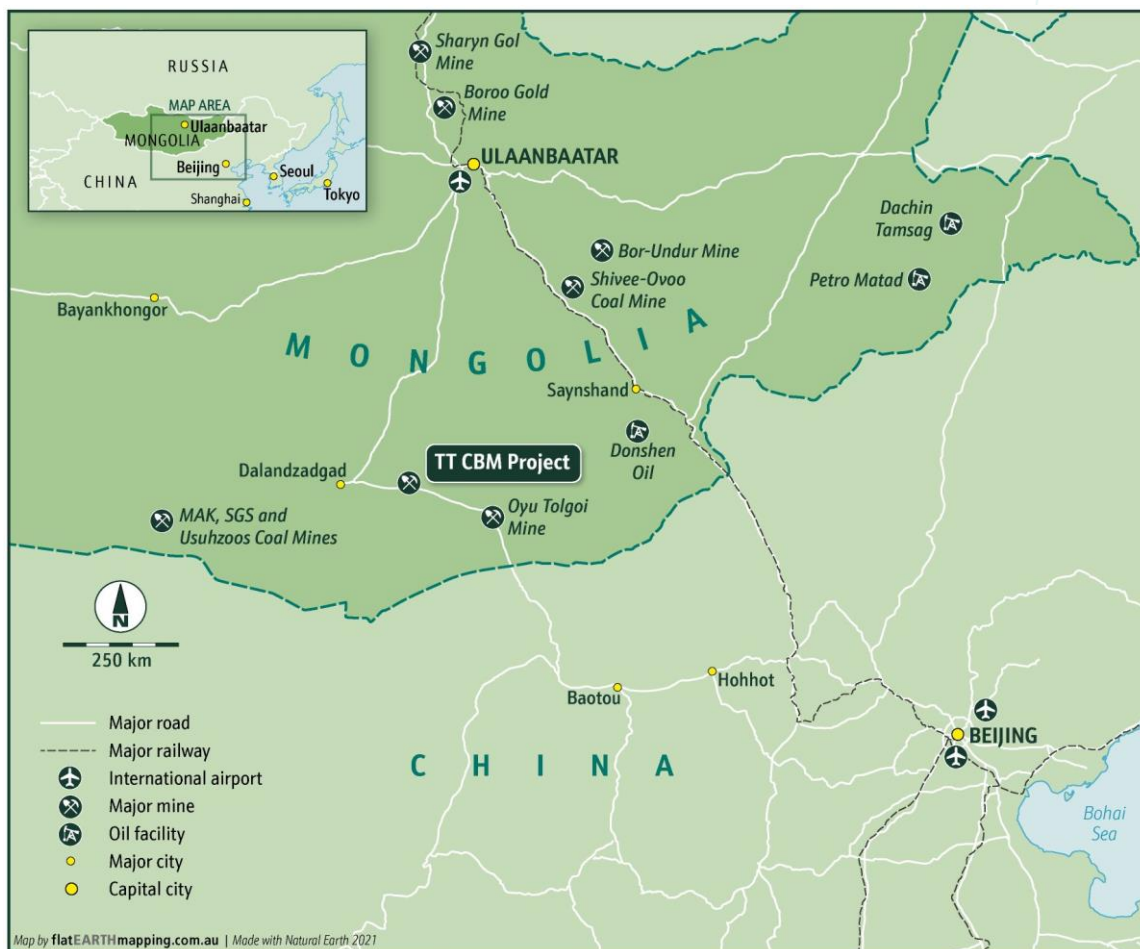 RUSSIA
MAP AREA
Ulaanbaatar
MONGOLIA
Beijing
Seoul
CHINA
Tokyo
Shanghai
Sharyn Gol
Mine
Boroo Gold
Mine
ULAANBAATAR
Dachin
Tamsag
Bor-Undur Mine
Petro Matad
Shivee-Ovoo
Coal Mine
Bayankhongor
MONGOLIA
Saynshand
Donshen
Oil
TT CBM Project
Dalandzadgad
Oyu Tolgoi
Mine
MAK, SGS and
Usuhzoos Coal Mines
N
250 km
Hohhot
Baotou
BEIJING
CHINA
Bohai
Sea
Major road
Major railway
International airport
Major mine
Oil facility
Major city
Capital city
Map by flatEARTHmapping.com.au | Made with Natural Earth 2021